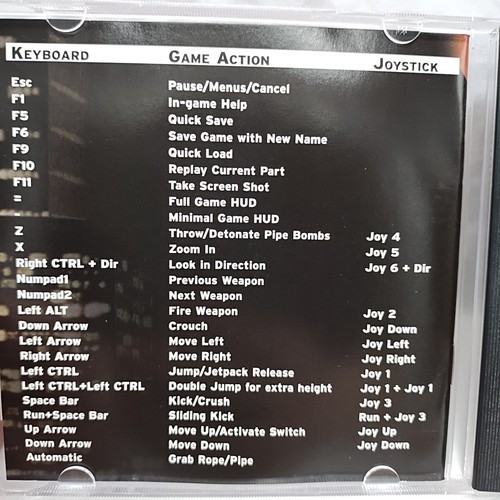 KEYBOARD GAME ACTION JOYSTICK
Esc Pause/Menus/Cancel
F1 In-game Help
F5 Quick Save
F6 Save Game with New Name
F9 Quick Load
F10 Replay Current Part
F11 Take Screen Shot
= Full Game HUD
- Minimal Game HUD
Z Throw/Detonate Pipe Bombs Joy 4
X Zoom In Joy 5
Right CTRL + Dir Look in Direction Joy 6 + Dir
Numpad1 Previous Weapon
Numpad2 Next Weapon
Left ALT Fire Weapon Joy 2
Down Arrow Crouch Joy Down
Left Arrow Move Left Joy Left
Right Arrow Move Right Joy Right
Left CTRL Jump/Jetpack Release Joy 1
Left CTRL+Left CTRL Double Jump for extra height Joy 1 + Joy 1
Space Bar Kick/Crush Joy 3
Run+Space Bar Sliding Kick Run + Joy 3
Up Arrow Move Up/Activate Switch Joy Up
Down Arrow Move Down Joy Down
Automatic Grab Rope/Pipe